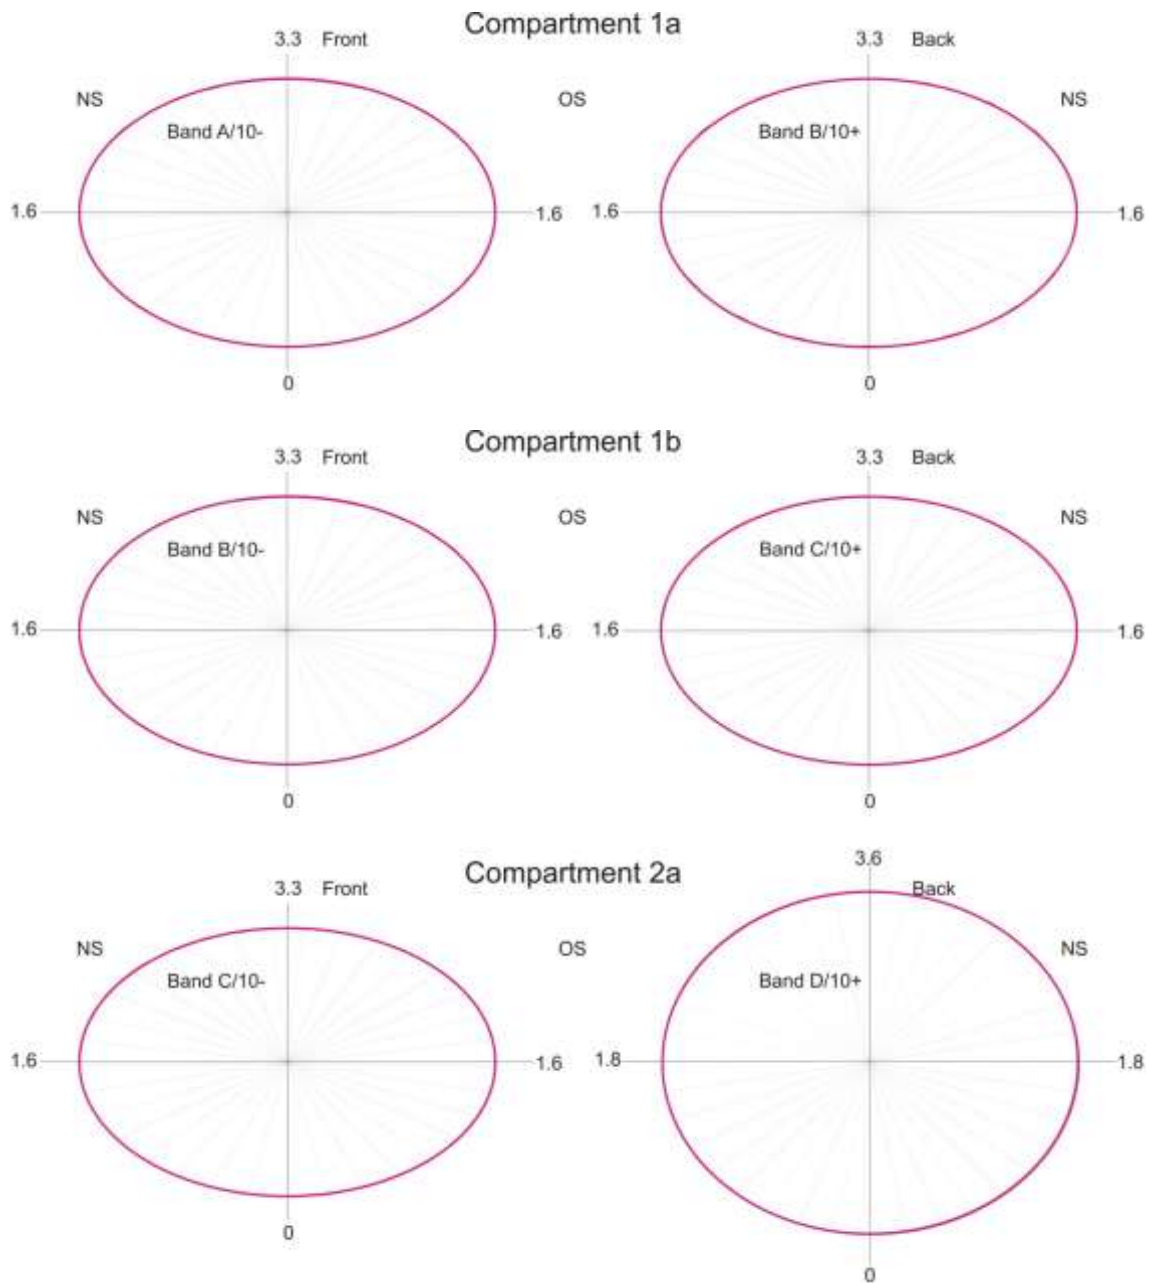 Compartment 1a
3.3 Front
3.3 Back
NS
OS
NS
Band A/10-
Band B/10+
1.6
1.6
1.6
1.6
0
0
Compartment 1b
3.3 Front
3.3 Back
NS
OS
NS
Band B/10-
Band C/10+
1.6
1.6
1.6
1.6
0
0
Compartment 2a
3.6
3.3 Front
Back
NS
OS
NS
Band C/10-
Band D/10+
1.6
1.6
1.8
1.8
0
0